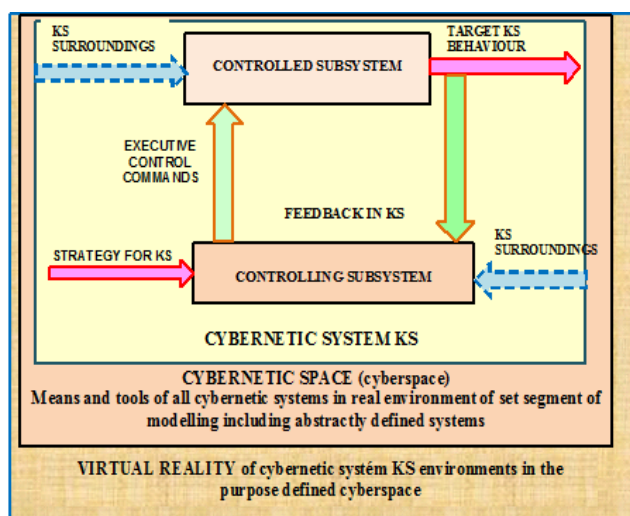 KS
SURROUNDINGS
TARGET KS
BEHAVIOUR
CONTROLLED SUBSYSTEM
EXECUTIVE
CONTROL
COMMANDS
FEEDBACK IN KS
KS
SURROUNDINGS
STRATEGY FOR KS
CONTROLLING SUBSYSTEM
CYBERNETIC SYSTEM KS
CYBERNETIC SPACE (cyberspace)
Means and tools of all cybernetic systems in real environment of set segment of
modelling including abstractly defined systems
VIRTUAL REALITY of cybernetic systém KS environments in the
purpose defined cyberspace